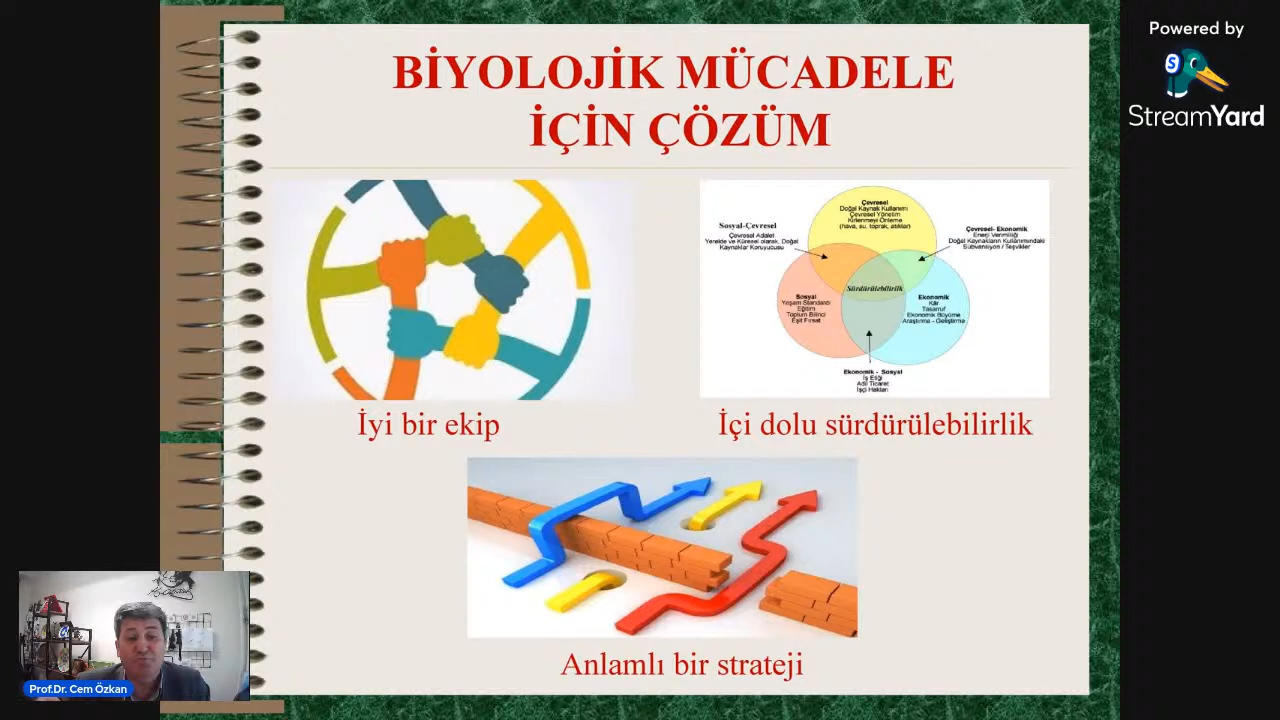 BİYOLOJİK MÜCADELE
İÇİN ÇÖZÜM
Powered by
S
StreamYard
Çevresel
Doğal Kaynak Kullanımı
Çevresel Yönetim
Kirlenmeyi Önleme
(hava, su, toprak, atıklar)
Sosyal-Çevresel
Çevresel Adalet
Yerelde ve Küresel olarak, Doğal
Kaynaklar Koruyucusu
Çevresel- Ekonomik
Enerji Verimliliği
Doğal Kaynakların Kullanımındaki
Sübvansiyon / Teşvikler
Sürdürülebilirlik
Sosyal
Yaşam Standardı
Eğitim
Toplum Bilinci
Eşit Fırsat
Ekonomik
Kâr
Tasarruf
Ekonomik Büyüme
Araştırma - Geliştirme
Ekonomik - Sosyal
İş Etiği
Adil Ticaret
İşçi Hakları
İyi bir ekip
İçi dolu sürdürülebilirlik
Anlamlı bir strateji
Prof.Dr. Cem Özkan